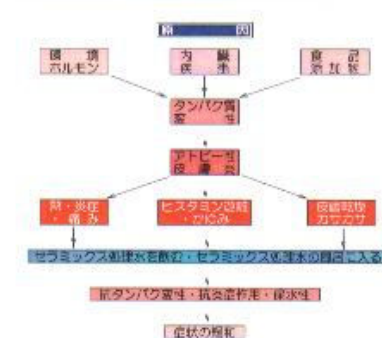 原 因
環 境
ホルモン
内 臓
疾 患
食 品
添加物
タンパク質
変 性
アトピー性
皮 膚 炎
熱・炎症
・痛み
ヒスタミン遊離
・かゆみ
皮膚乾燥
カサカサ
セラミックス処理水を飲む・セラミックス処理水の風呂に入る
抗タンパク変性・抗炎症作用・保水性
症状の緩和